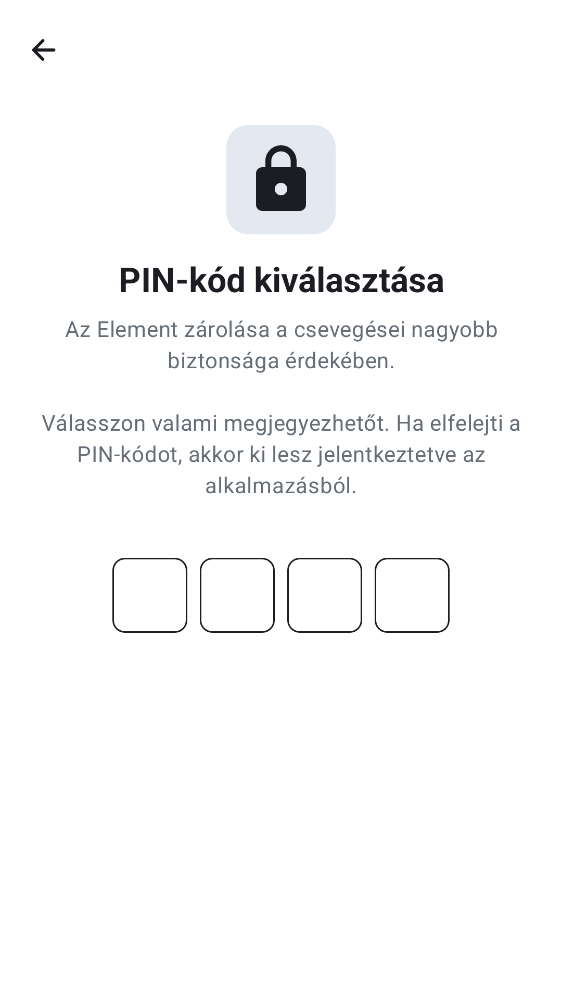 PIN-kód kiválasztása
Az Element zárolása a csevegései nagyobb
biztonsága érdekében.
Válasszon valami megjegyezhetőt. Ha elfelejti a
PIN-kódot, akkor ki lesz jelentkeztetve az
alkalmazásból.